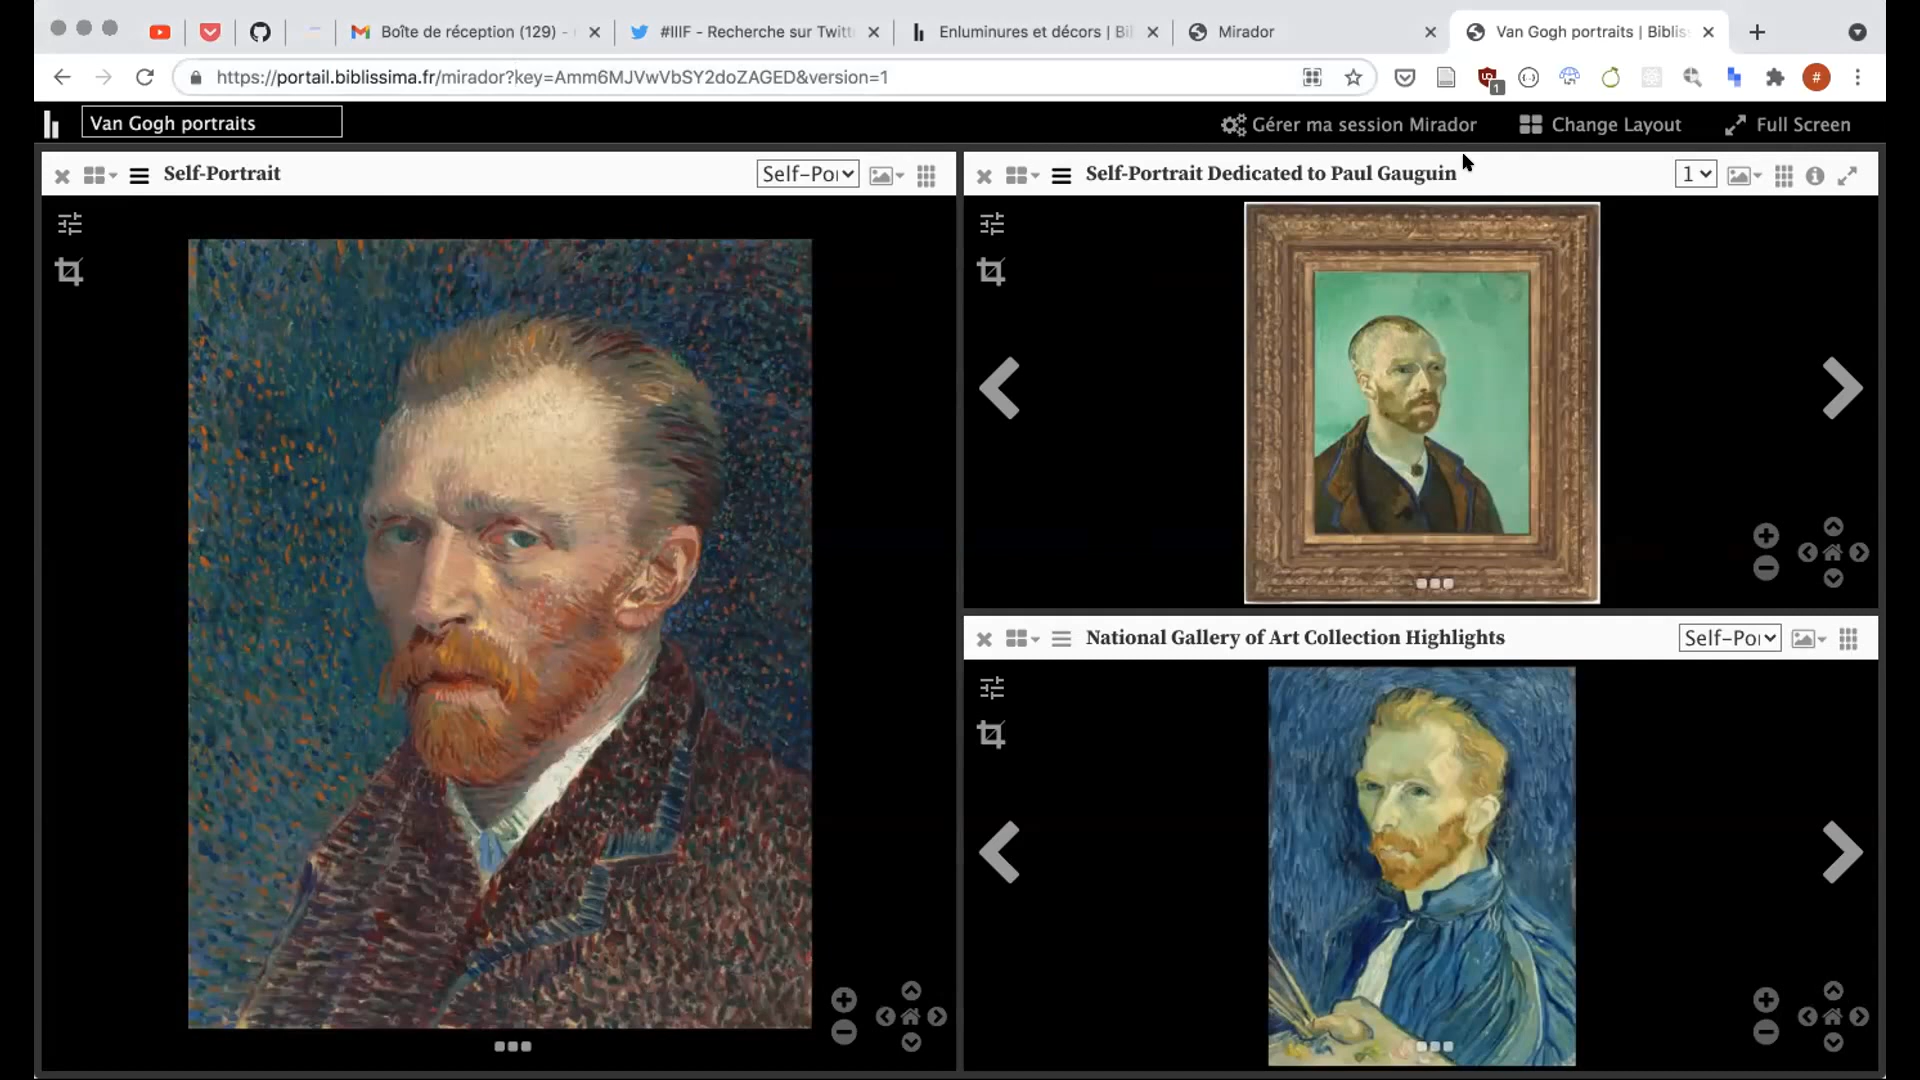 Boîte de réception (129) -
#IIIF - Recherche sur Twitt
Enluminures et décors | Bi
Mirador
Van Gogh portraits | Biblis
https://portail.biblissima.fr/mirador?key=Amm6MJVwVbSY2doZAGED&version=1
1
#
Van Gogh portraits
Gérer ma session Mirador
Change Layout
Full Screen
Self-Portrait
Self-Por
Self-Portrait Dedicated to Paul Gauguin
1
National Gallery of Art Collection Highlights
Self-Por